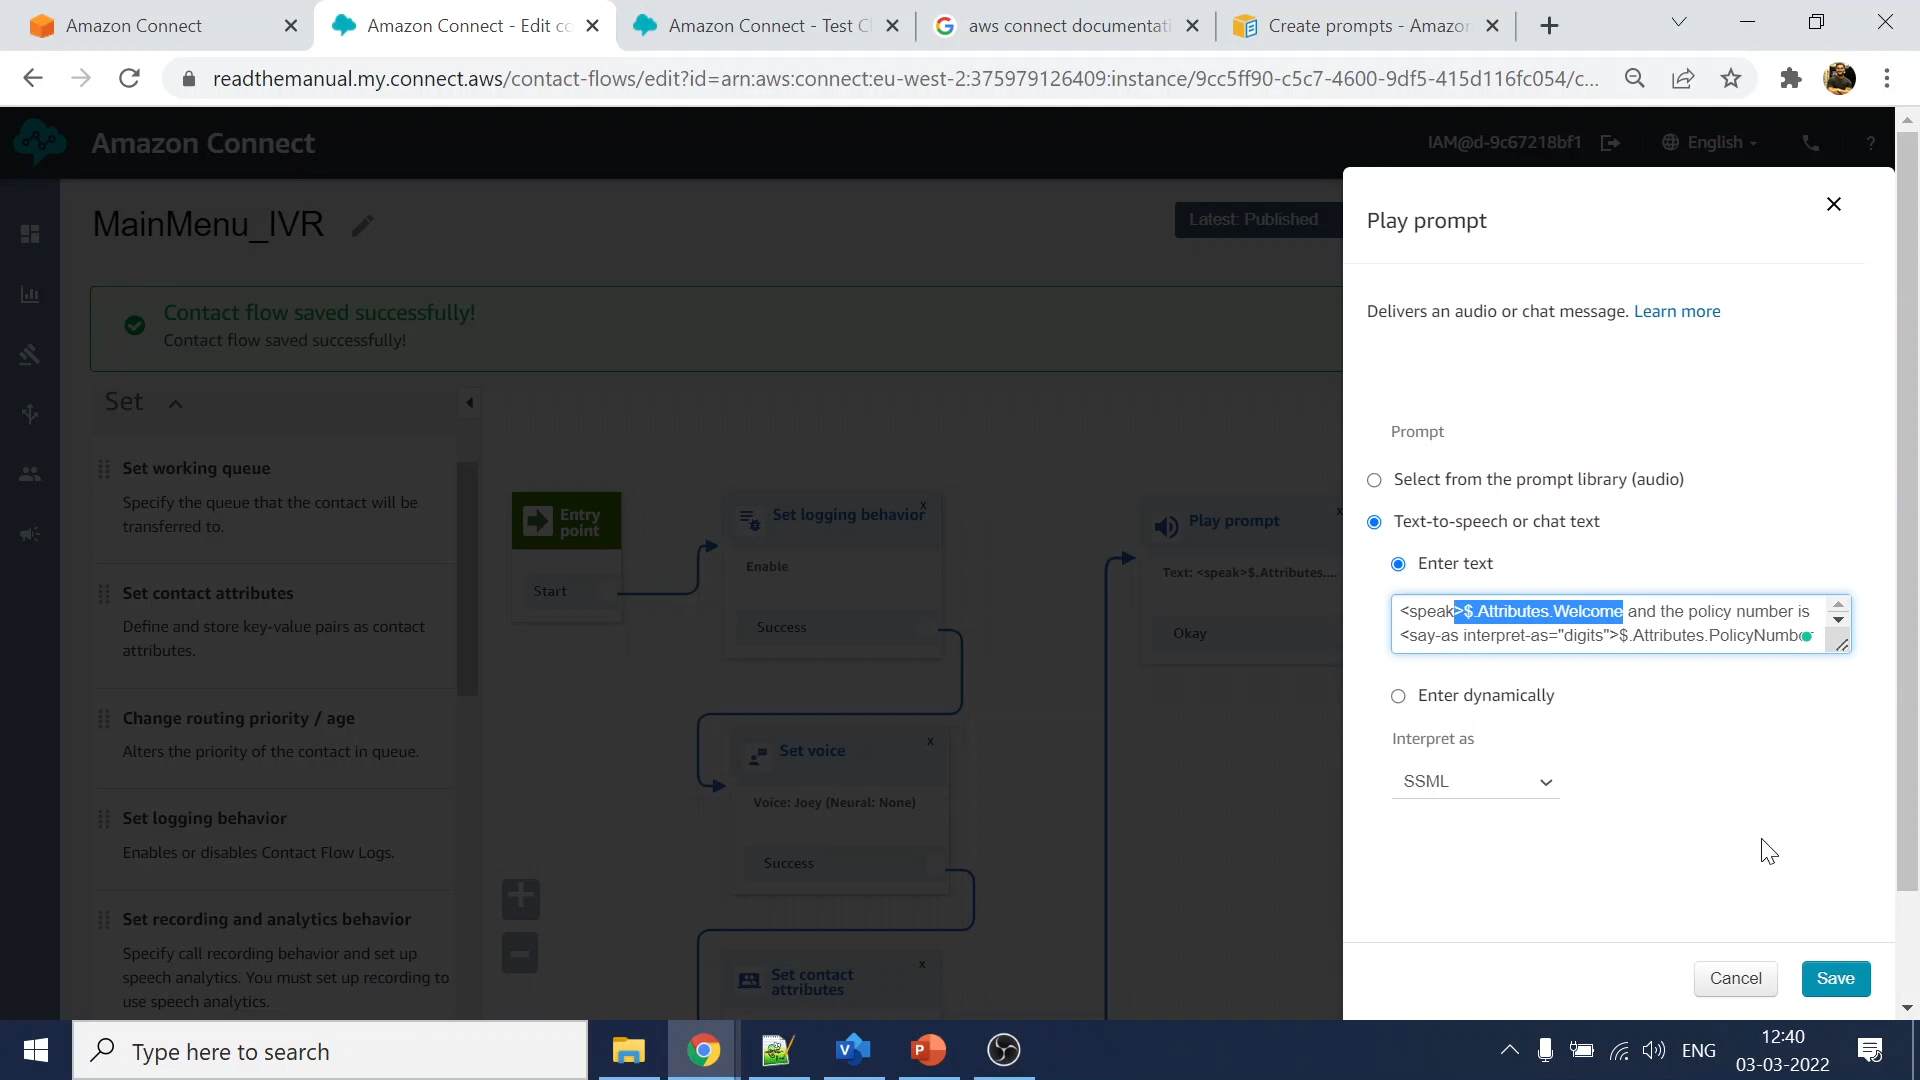 Amazon Connect
Amazon Connect - Edit co
Amazon Connect - Test Cl
aws connect documentati
Create prompts - Amazon
readthemanual.my.connect.aws/contact-flows/edit?id=arn:aws:connect:eu-west-2:375979126409:instance/9cc5ff90-c5c7-4600-9df5-415d116fc054/c...
Amazon Connect
IAM@d-9c67218bf1
English
?
MainMenu_IVR
Latest: Published
Contact flow saved successfully!
Contact flow saved successfully!
Set
Set working queue
Specify the queue that the contact will be
transferred to.
Set contact attributes
Define and store key-value pairs as contact
attributes.
Change routing priority / age
Alters the priority of the contact in queue.
Set logging behavior
Enables or disables Contact Flow Logs.
Set recording and analytics behavior
Specify call recording behavior and set up
speech analytics. You must set up recording to
use speech analytics.
Entry
point
Start
Set logging behavior
x
Enable
Success
Set voice
x
Voice: Joey (Neural: None)
Success
Set contact
attributes
x
Play prompt
x
Text: <speak>$.Attributes....
Okay
Play prompt
Delivers an audio or chat message. Learn more
Prompt
Select from the prompt library (audio)
Text-to-speech or chat text
Enter text
<speak>$.Attributes.Welcome and the policy number is
<say-as interpret-as="digits">$.Attributes.PolicyNumber
Enter dynamically
Interpret as
SSML
Cancel
Save
Type here to search
ENG
12:40
03-03-2022